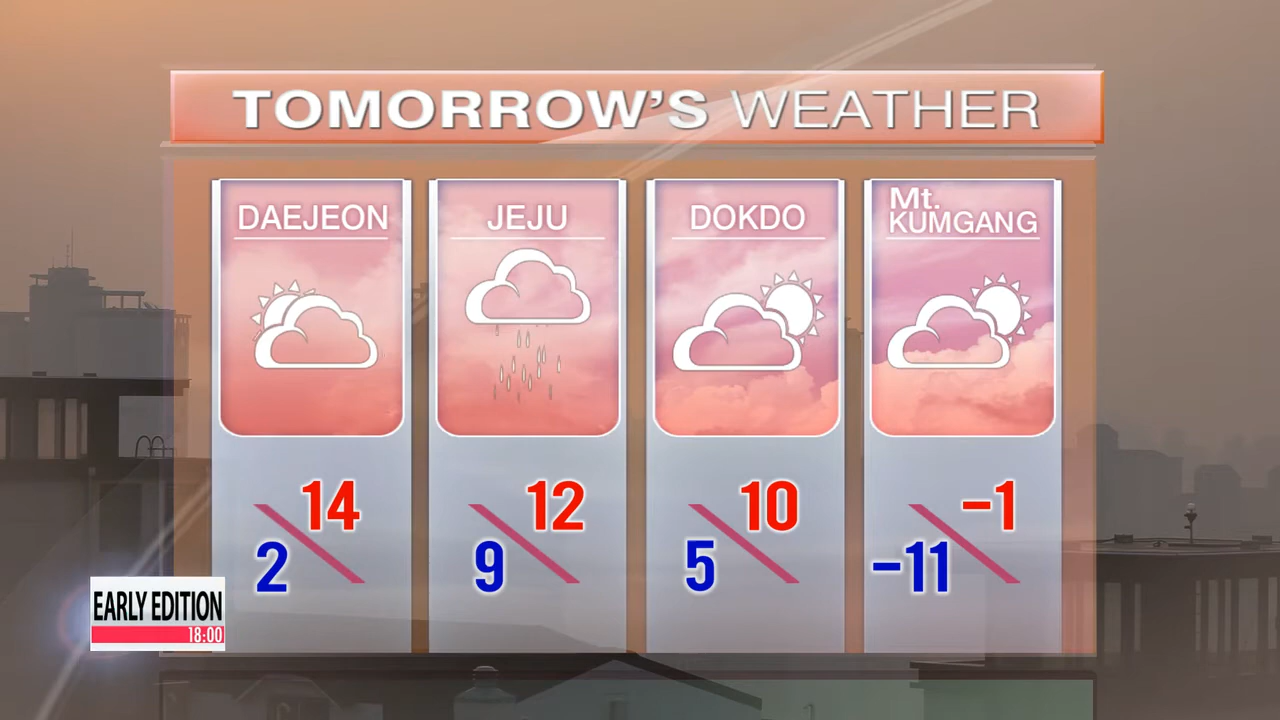 TOMORROW'S WEATHER
DAEJEON
14
2
JEJU
12
9
DOKDO
10
5
Mt.
KUMGANG
-1
-11
EARLY EDITION
18:00